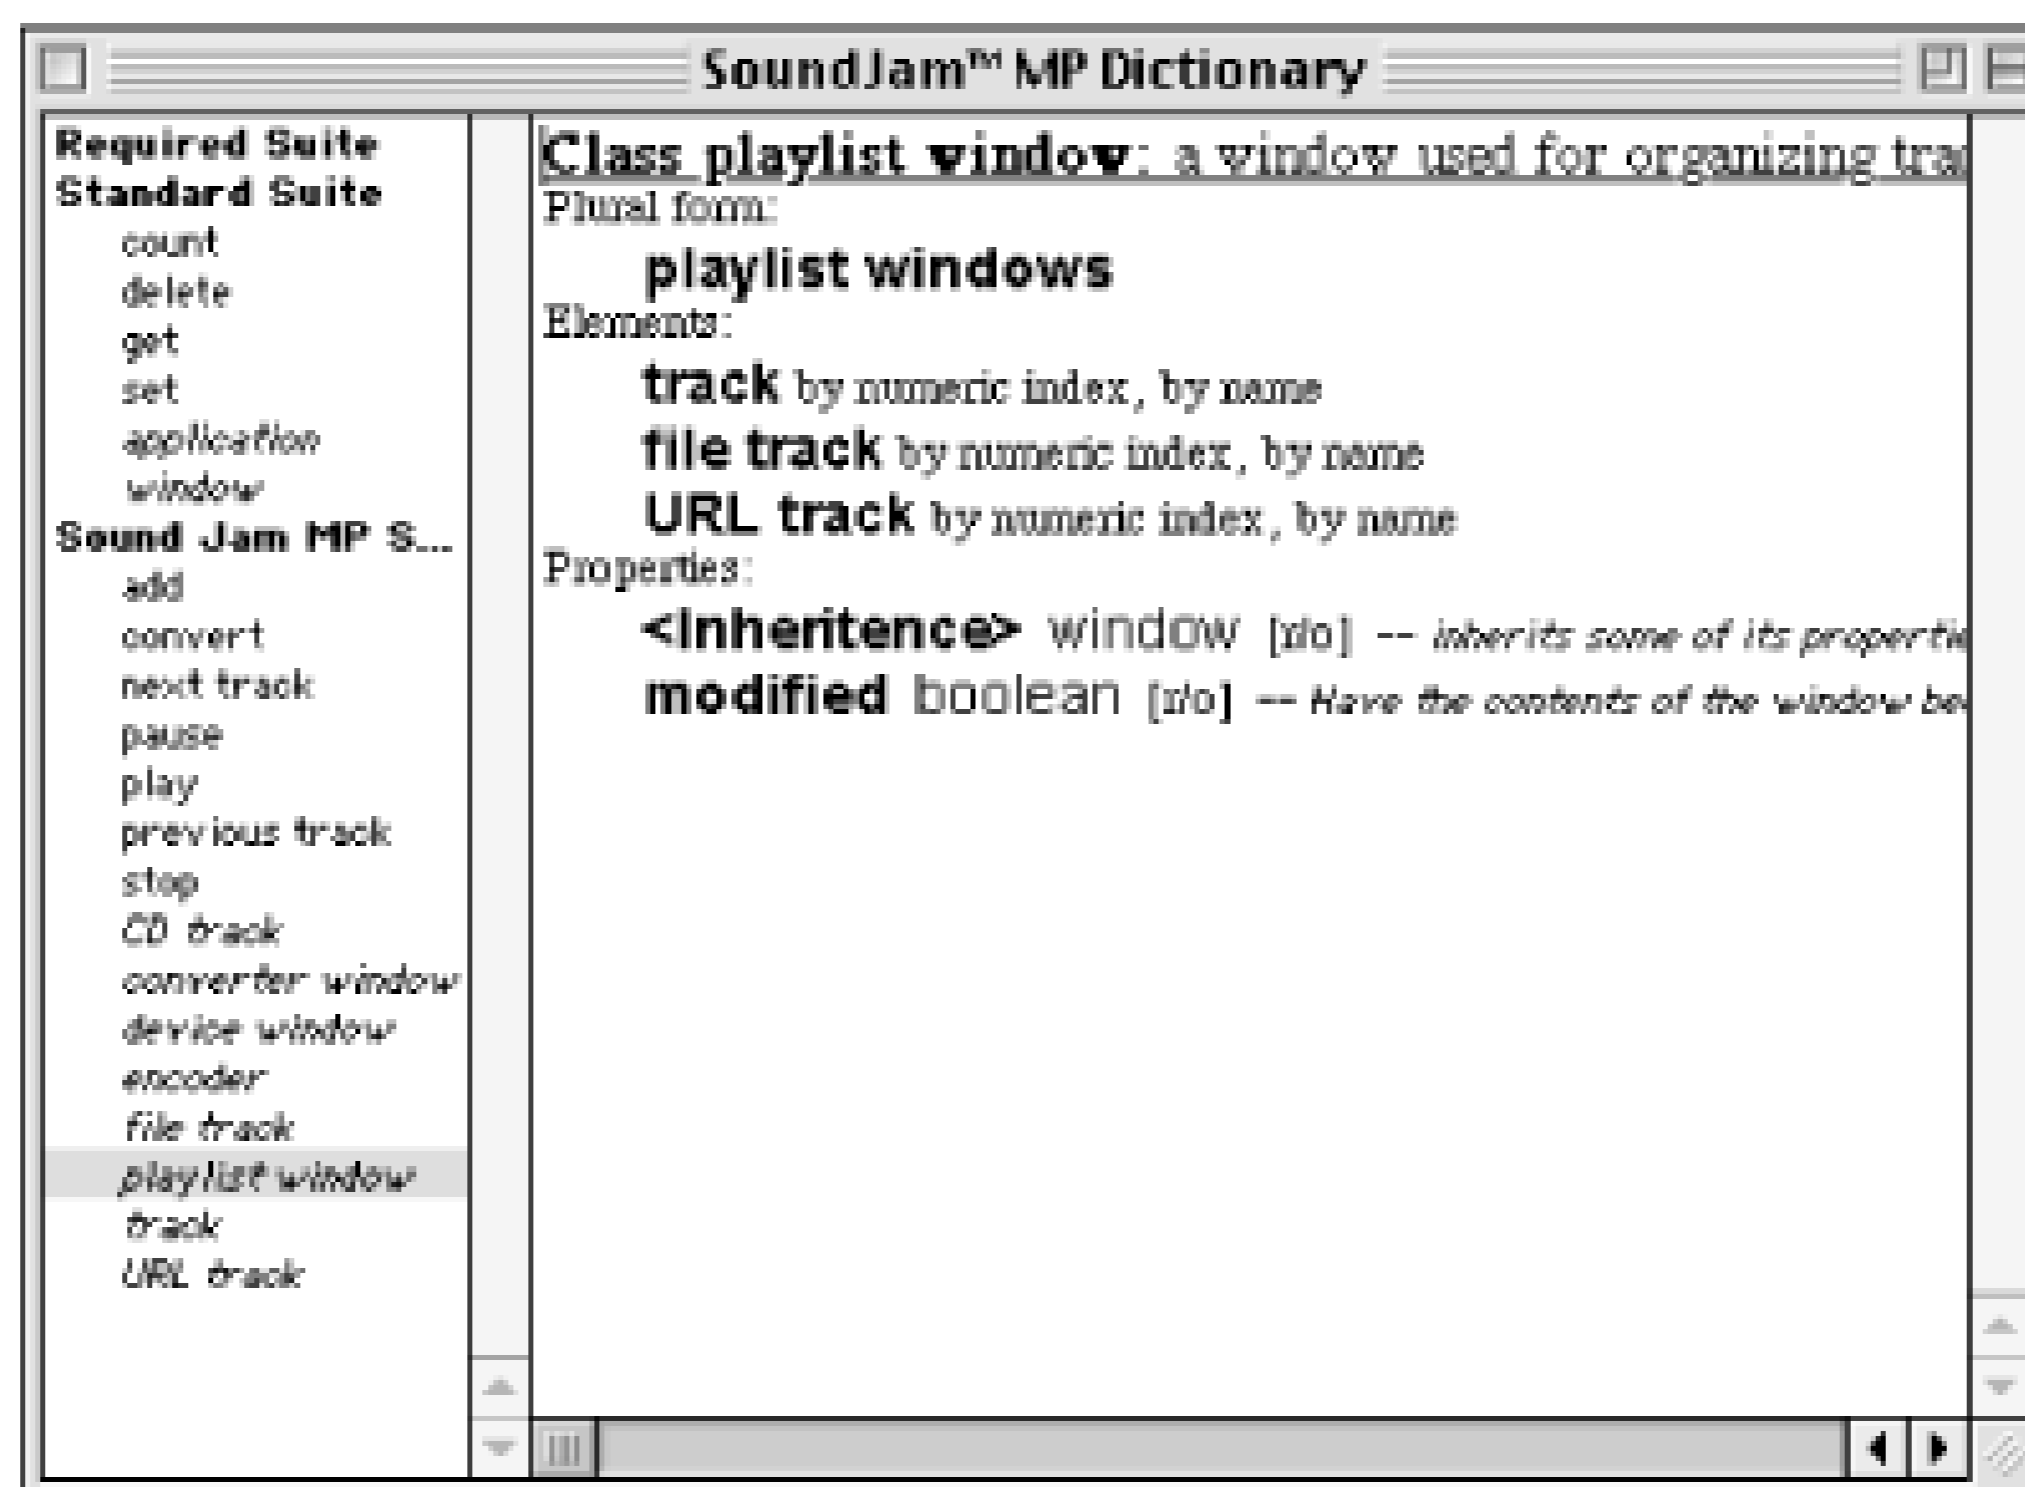 SoundJam™ MP Dictionary
Required Suite
Standard Suite
count
delete
get
set
application
window
Sound Jam MP S...
add
convert
next track
pause
play
previous track
stop
CD track
converter window
device window
encoder
file track
playlist window
track
URL track
Class playlist window: a window used for organizing trac
Plural form:
playlist windows
Elements:
track by numeric index, by name
file track by numeric index, by name
URL track by numeric index, by name
Properties:
<Inheritence> window [r/o] -- inherits some of its propertie
modified boolean [r/o] -- Have the contents of the window bee